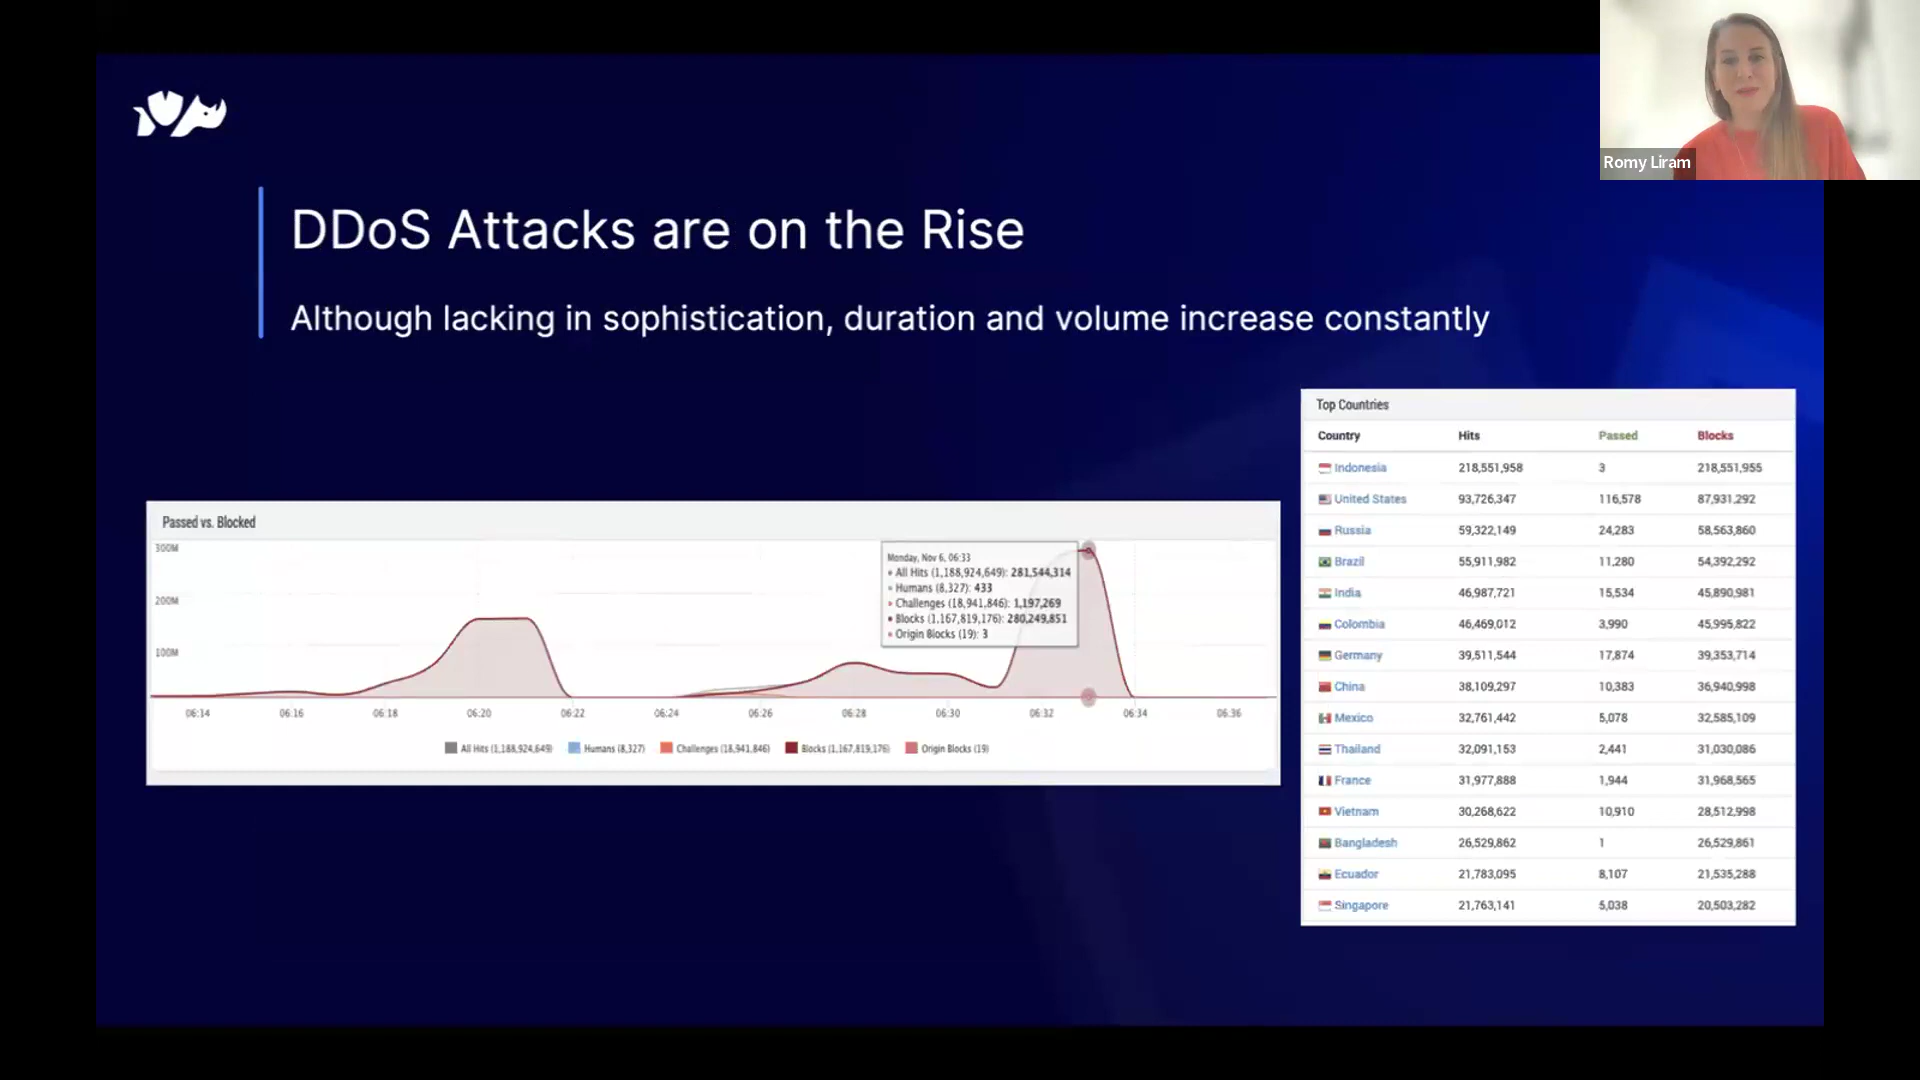 Romy Liram
DDoS Attacks are on the Rise
Although lacking in sophistication, duration and volume increase constantly
Passed vs. Blocked
300M
200M
100M
Monday, Nov 6, 06:33
• All Hits (1,188,924,649): 281,544,314
• Humans (8,327): 433
• Challenges (18,941,846): 1,197,269
• Blocks (1,167,819,176): 280,249,851
• Origin Blocks (19): 3
06:14 06:16 06:18 06:20 06:22 06:24 06:26 06:28 06:30 06:32 06:34 06:36
All Hits (1,188,924,649) Humans (8,327) Challenges (18,941,846) Blocks (1,167,819,176) Origin Blocks (19)
Top Countries
Country Hits Passed Blocks
Indonesia 218,551,958 3 218,551,955
United States 93,726,347 116,578 87,931,292
Russia 59,322,149 24,283 58,563,860
Brazil 55,911,982 11,280 54,392,292
India 46,987,721 15,534 45,890,981
Colombia 46,469,012 3,990 45,995,822
Germany 39,511,544 17,874 39,353,714
China 38,109,297 10,383 36,940,998
Mexico 32,761,442 5,078 32,585,109
Thailand 32,091,153 2,441 31,030,086
France 31,977,888 1,944 31,968,565
Vietnam 30,268,622 10,910 28,512,998
Bangladesh 26,529,862 1 26,529,861
Ecuador 21,783,095 8,107 21,535,288
Singapore 21,763,141 5,038 20,503,282